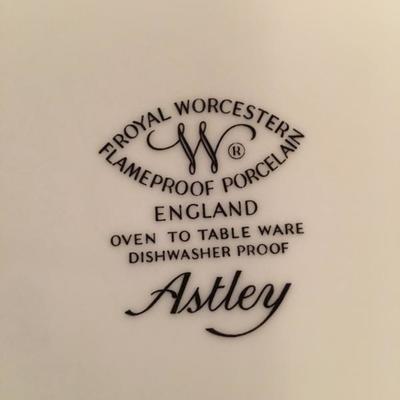 ROYAL WORCESTER
W ®
FLAMEPROOF PORCELAIN
ENGLAND
OVEN TO TABLE WARE
DISHWASHER PROOF
Astley